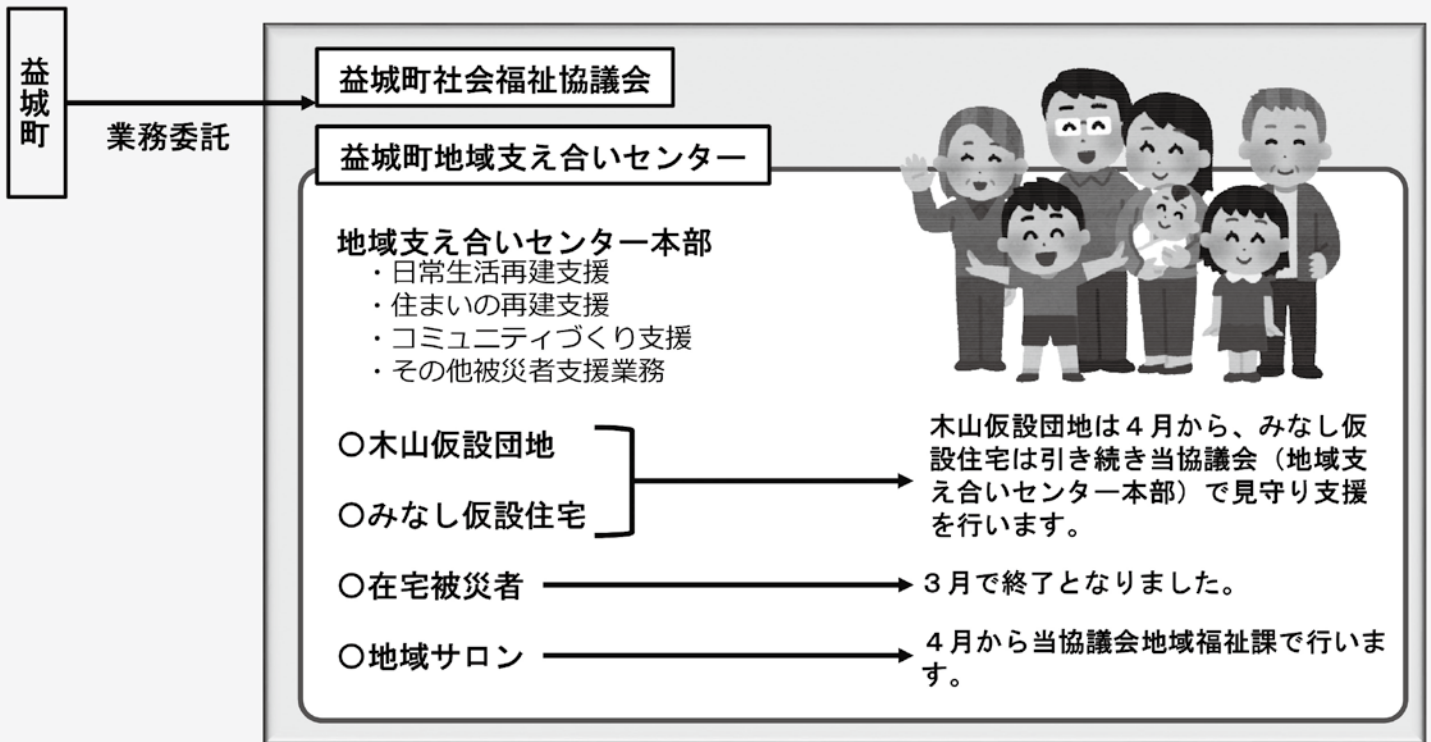 益城町
業務委託
益城町社会福祉協議会
益城町地域支え合いセンター
地域支え合いセンター本部
・日常生活再建支援
・住まいの再建支援
・コミュニティづくり支援
・その他被災者支援業務
〇木山仮設団地
〇みなし仮設住宅
木山仮設団地は４月から、みなし仮
設住宅は引き続き当協議会（地域支
え合いセンター本部）で見守り支援
を行います。
〇在宅被災者
３月で終了となりました。
〇地域サロン
４月から当協議会地域福祉課で行いま
す。